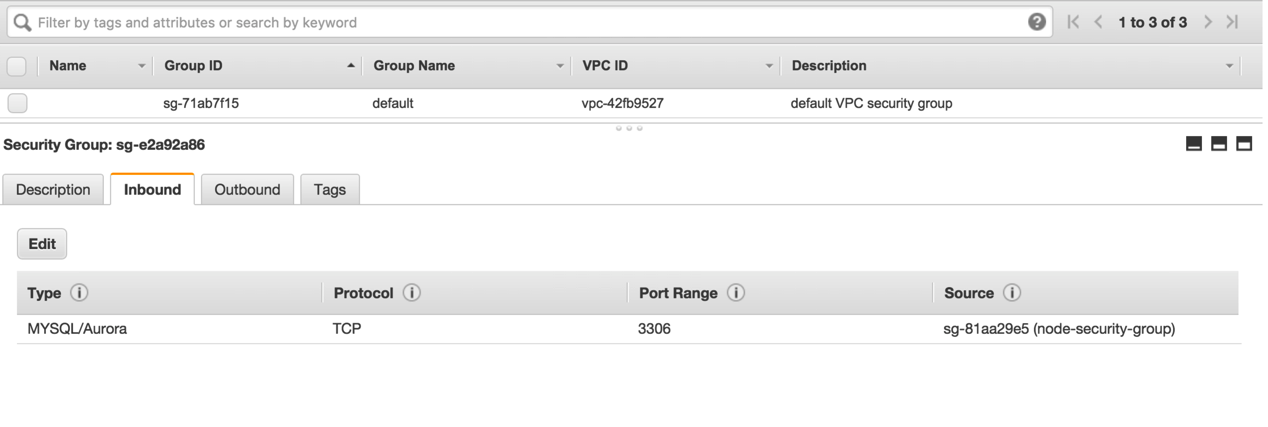 Filter by tags and attributes or search by keyword ? 1 to 3 of 3
Name Group ID Group Name VPC ID Description
sg-71ab7f15 default vpc-42fb9527 default VPC security group
Security Group: sg-e2a92a86
Description Inbound Outbound Tags
Edit
Type i Protocol i Port Range i Source i
MYSQL/Aurora TCP 3306 sg-81aa29e5 (node-security-group)